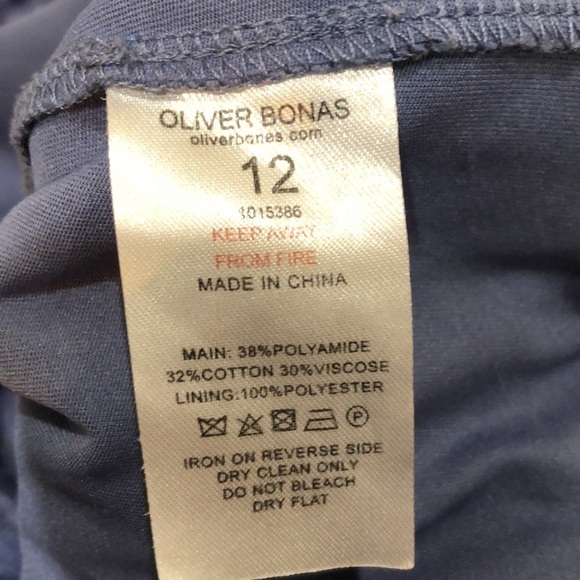 OLIVER BONAS
oliverbonas.com
12
1015386
KEEP AWAY
FROM FIRE
MADE IN CHINA
MAIN: 38%POLYAMIDE
32%COTTON 30%VISCOSE
LINING:100%POLYESTER
P
IRON ON REVERSE SIDE
DRY CLEAN ONLY
DO NOT BLEACH
DRY FLAT